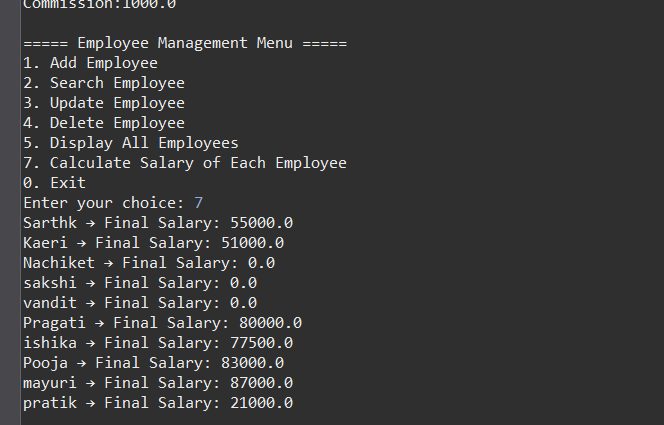 Commission:1000.0
===== Employee Management Menu =====
1. Add Employee
2. Search Employee
3. Update Employee
4. Delete Employee
5. Display All Employees
7. Calculate Salary of Each Employee
0. Exit
Enter your choice: 7
Sarthk → Final Salary: 55000.0
Kaeri → Final Salary: 51000.0
Nachiket → Final Salary: 0.0
sakshi → Final Salary: 0.0
vandit → Final Salary: 0.0
Pragati → Final Salary: 80000.0
ishika → Final Salary: 77500.0
Pooja → Final Salary: 83000.0
mayuri → Final Salary: 87000.0
pratik → Final Salary: 21000.0